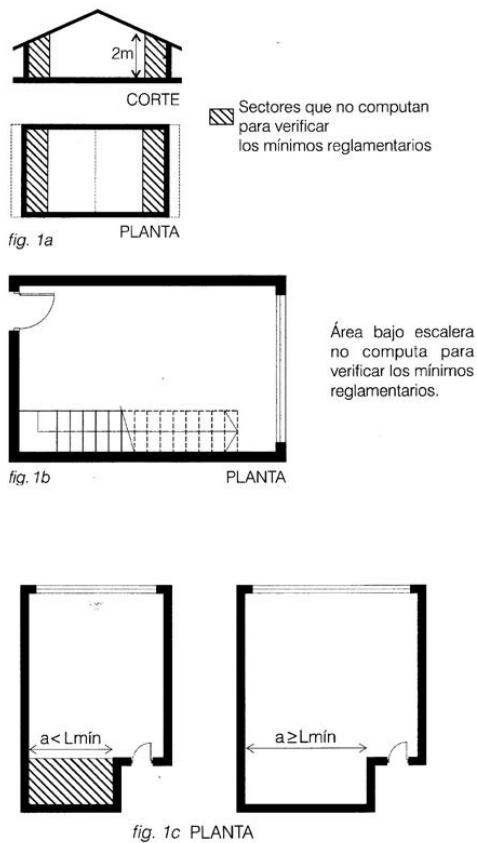 2m
CORTE
Sectores que no computan
para verificar
los mínimos reglamentarios
PLANTA
fig. 1a
Área bajo escalera
no computa para
verificar los mínimos
reglamentarios.
fig. 1b
PLANTA
a< Lmín
a≥Lmín
fig. 1c PLANTA